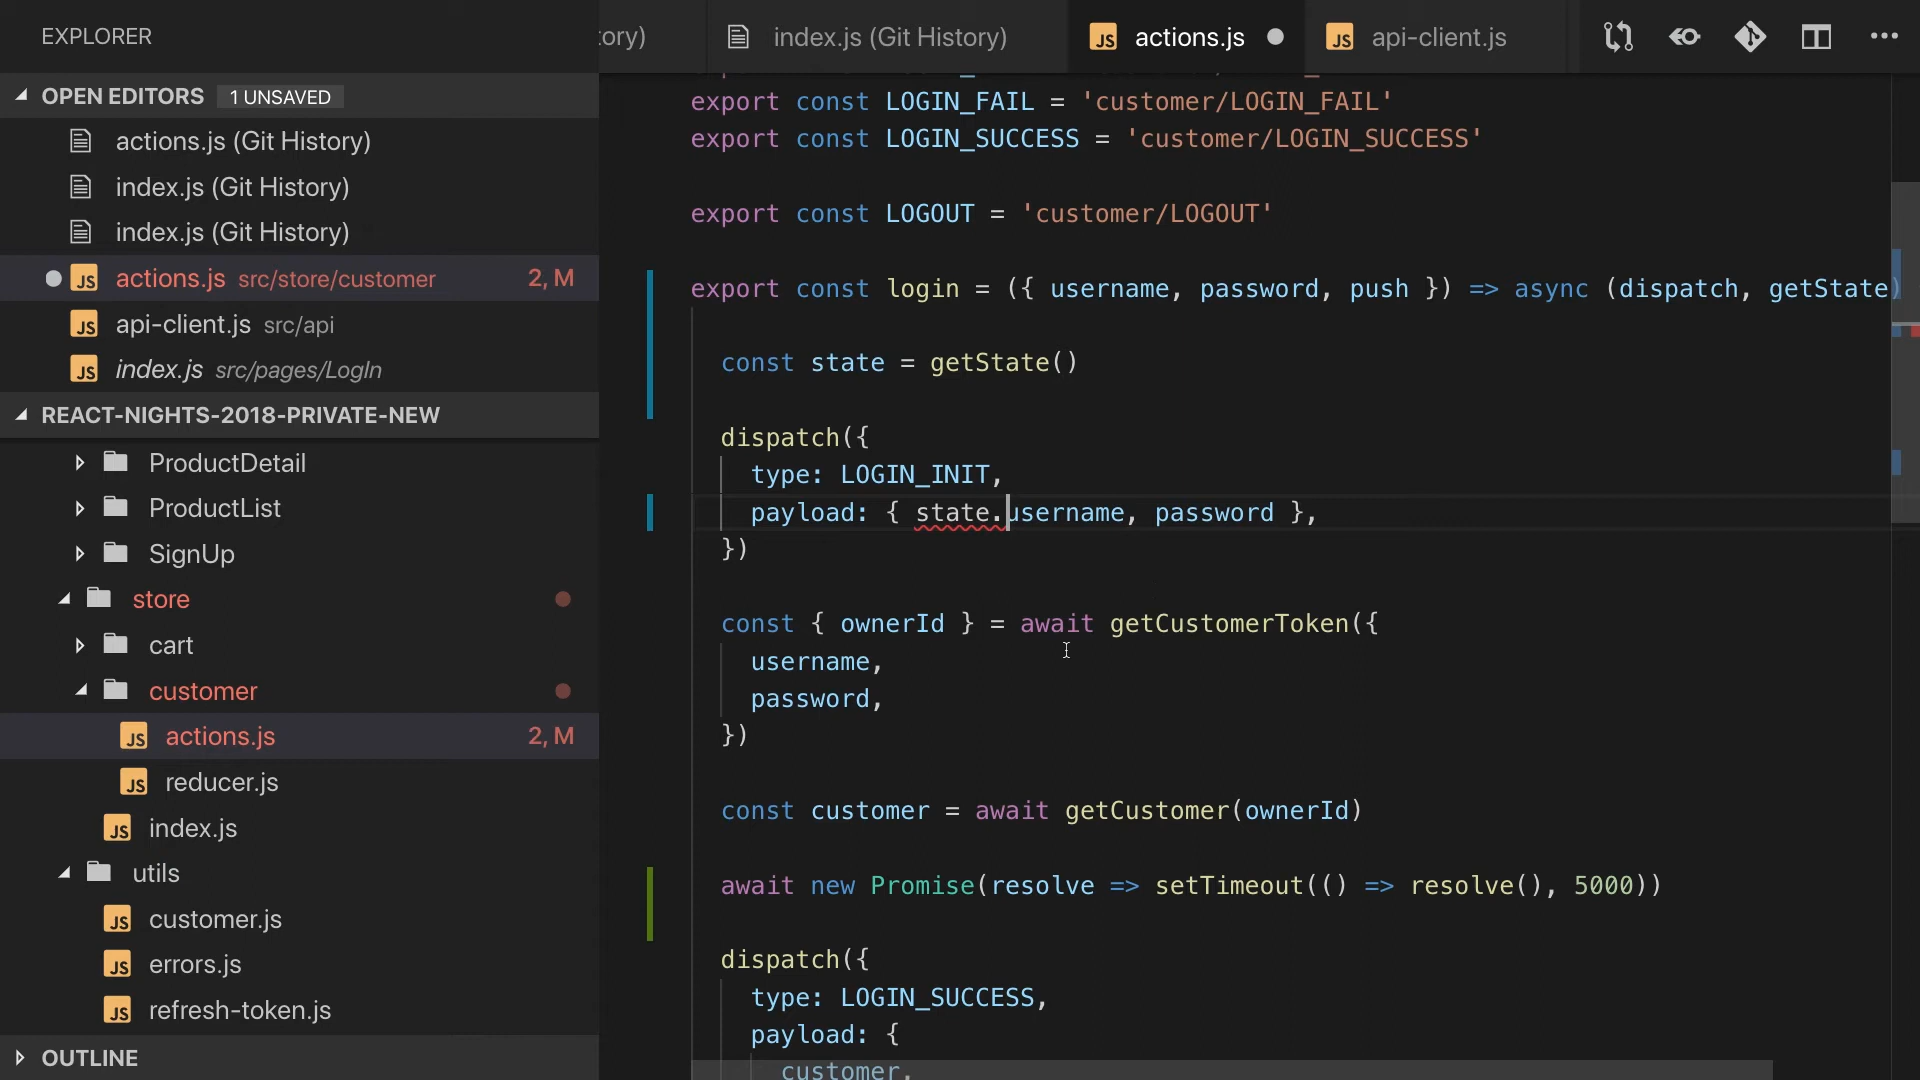 EXPLORER
OPEN EDITORS 1 UNSAVED
actions.js (Git History)
index.js (Git History)
index.js (Git History)
actions.js src/store/customer 2, M
api-client.js src/api
index.js src/pages/LogIn
REACT-NIGHTS-2018-PRIVATE-NEW
ProductDetail
ProductList
SignUp
store
cart
customer
actions.js 2, M
reducer.js
index.js
utils
customer.js
errors.js
refresh-token.js
OUTLINE
ory) index.js (Git History) JS actions.js JS api-client.js
export const LOGIN_FAIL = 'customer/LOGIN_FAIL'
export const LOGIN_SUCCESS = 'customer/LOGIN_SUCCESS'
export const LOGOUT = 'customer/LOGOUT'
export const login = ({ username, password, push }) => async (dispatch, getState)
const state = getState()
dispatch({
type: LOGIN_INIT,
payload: { state.username, password },
})
const { ownerId } = await getCustomerToken({
username,
password,
})
const customer = await getCustomer(ownerId)
await new Promise(resolve => setTimeout(() => resolve(), 5000))
dispatch({
type: LOGIN_SUCCESS,
payload: {
customer,